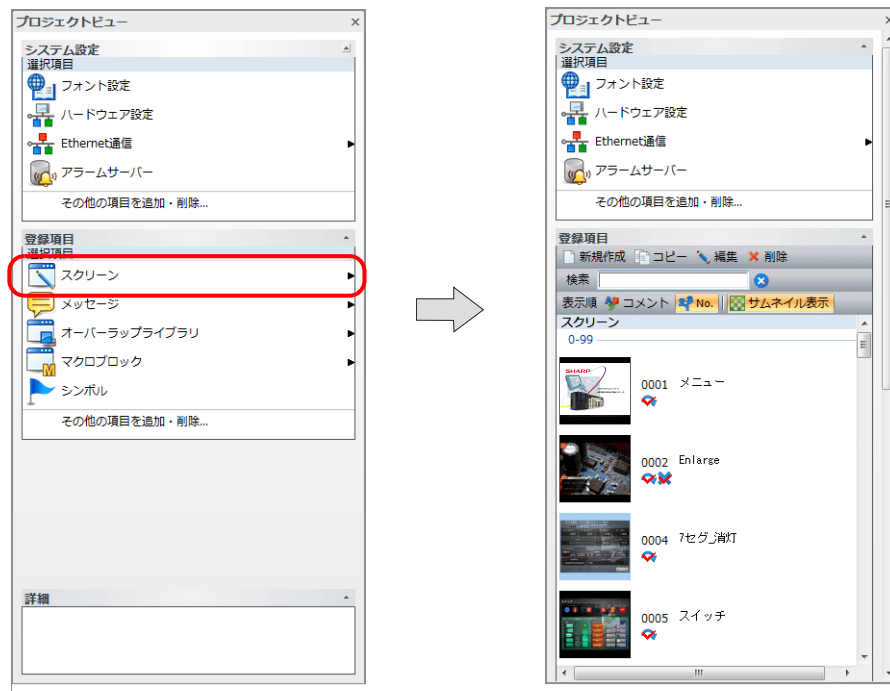 プロジェクトビュー
システム設定
選択項目
フォント設定
ハードウェア設定
Ethernet通信
アラームサーバー
その他の項目を追加・削除...
登録項目
選択項目
スクリーン
メッセージ
オーバーラップライブラリ
マクロブロック
シンボル
その他の項目を追加・削除...
詳細
プロジェクトビュー
システム設定
選択項目
フォント設定
ハードウェア設定
Ethernet通信
アラームサーバー
その他の項目を追加・削除...
登録項目
新規作成 コピー 編集 削除
検索
表示順 コメント No. サムネイル表示
スクリーン
0-99
SHARP
0001 メニュー
0002 Enlarge
0004 7セグ_消灯
0005 スイッチ